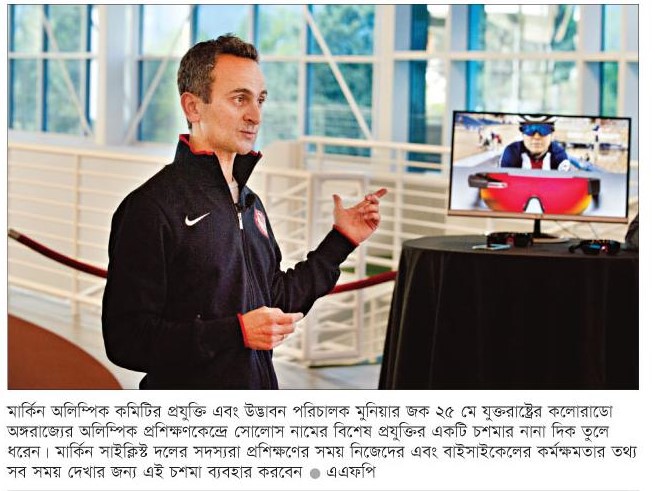 মার্কিন অলিম্পিক কমিটির প্রযুক্তি এবং উদ্ভাবন পরিচালক মুনিয়ার জক ২৫ মে যুক্তরাষ্ট্রের কলোরাডো
অঙ্গরাজ্যের অলিম্পিক প্রশিক্ষণকেন্দ্রে সোলোস নামের বিশেষ প্রযুক্তির একটি চশমার নানা দিক তুলে
ধরেন। মার্কিন সাইক্লিস্ট দলের সদস্যরা প্রশিক্ষণের সময় নিজেদের এবং বাইসাইকেলের কর্মক্ষমতার তথ্য
সব সময় দেখার জন্য এই চশমা ব্যবহার করবেন ● এএফপি